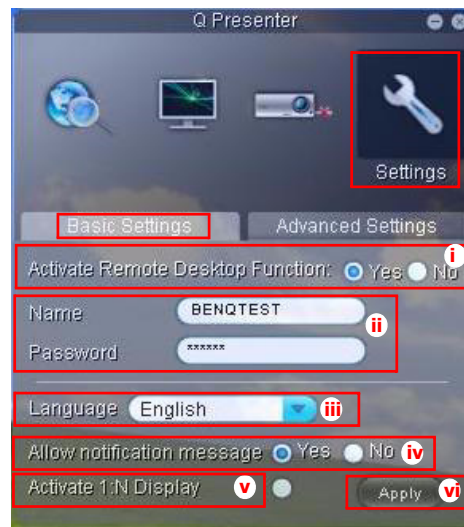 Q Presenter
Settings
Basic Settings Advanced Settings
i
Activate Remote Desktop Function: Yes No
Name BENQTEST
ii
Password ******
Language English iii
Allow notification message Yes No iv
Activate 1:N Display v Apply vi